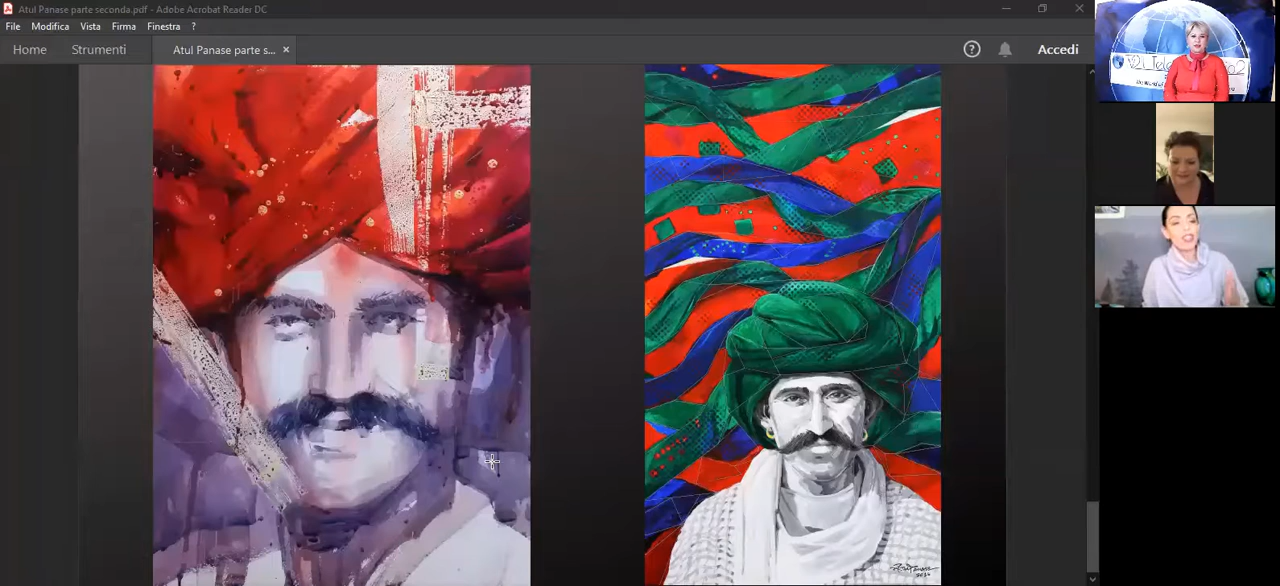 Atul Panase parte seconda.pdf - Adobe Acrobat Reader DC
File Modifica Vista Firma Finestra ?
Home Strumenti Atul Panase parte s... × ? Accedi